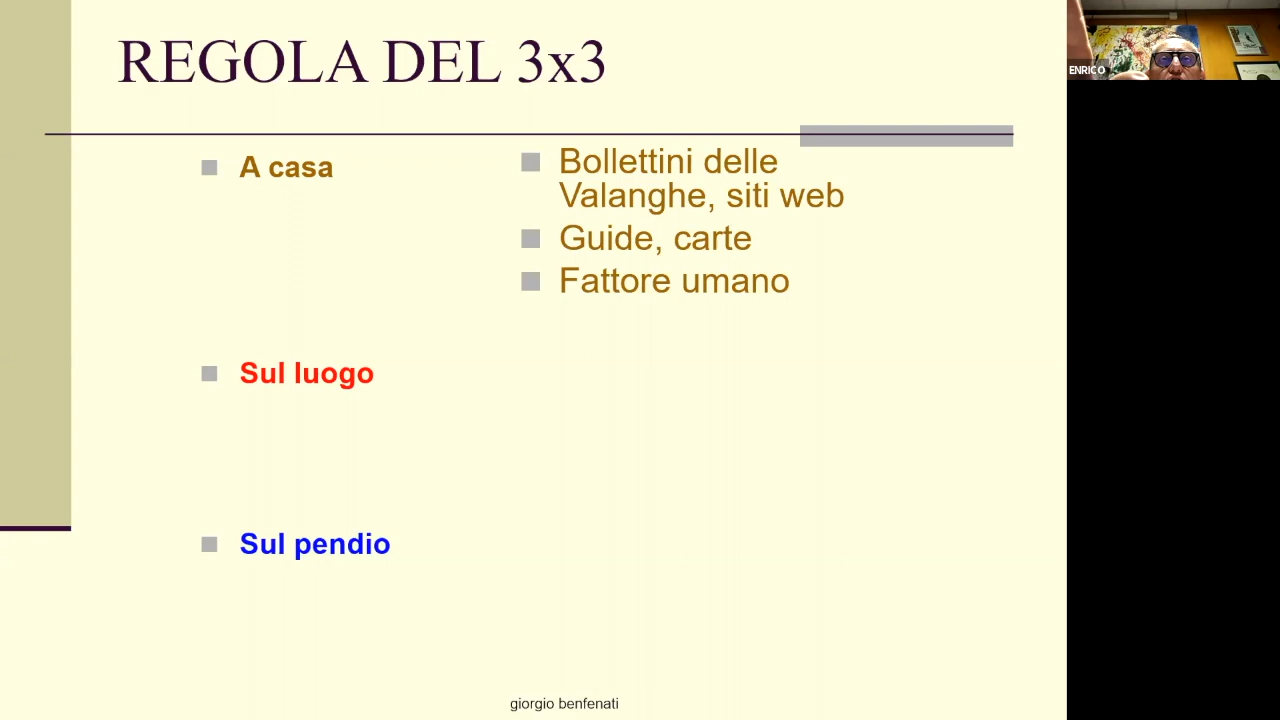 REGOLA DEL 3x3
A casa
Bollettini delle
Valanghe, siti web
Guide, carte
Fattore umano
Sul luogo
Sul pendio
giorgio benfenati
ENRICO